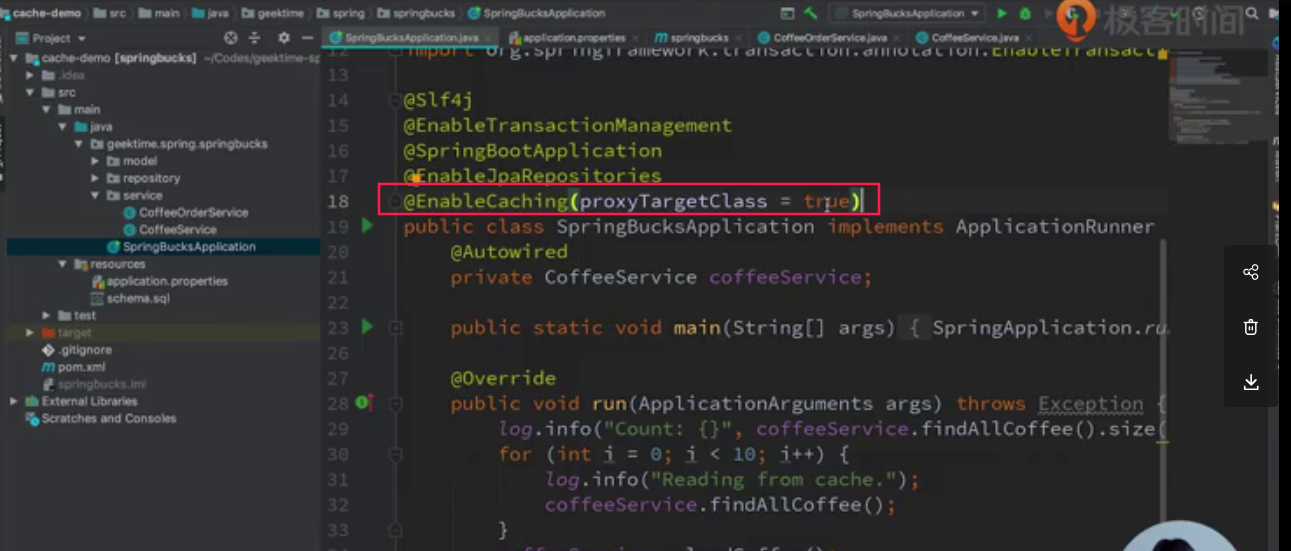 cache-demo src main java geektime spring springbucks SpringBucksApplication
SpringBucksApplication
极客时间
Project
SpringBucksApplication.java application.properties springbucks CoffeeOrderService.java CoffeeService.java
cache-demo [springbucks] ~/Codes/geektime-sp
.idea
src
main
java
geektime.spring.springbucks
model
repository
service
CoffeeOrderService
CoffeeService
SpringBucksApplication
resources
application.properties
schema.sql
test
target
.gitignore
pom.xml
springbucks.iml
External Libraries
Scratches and Consoles
12 import org.springframework.transaction.annotation.EnableTransact
13
14 @Slf4j
15 @EnableTransactionManagement
16 @SpringBootApplication
17 @EnableJpaRepositories
18 @EnableCaching(proxyTargetClass = true)
19 public class SpringBucksApplication implements ApplicationRunner
20 @Autowired
21 private CoffeeService coffeeService;
22
23 public static void main(String[] args) { SpringApplication.ru
26
27 @Override
28 public void run(ApplicationArguments args) throws Exception {
29 log.info("Count: {}", coffeeService.findAllCoffee().size(
30 for (int i = 0; i < 10; i++) {
31 log.info("Reading from cache.");
32 coffeeService.findAllCoffee();
33 }